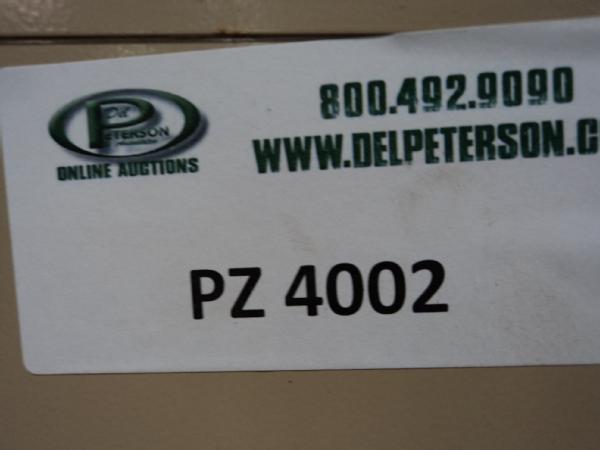 Del
PETERSON
ONLINE AUCTIONS
800.492.9090
WWW.DELPETERSON.C
PZ 4002